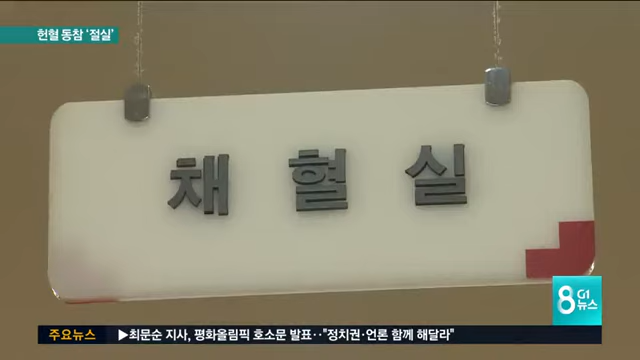 헌혈 동참 '절실'
채 혈 실
8 G1
뉴스
주요뉴스 ▶최문순 지사, 평화올림픽 호소문 발표‥"정치권·언론 함께 해달라"